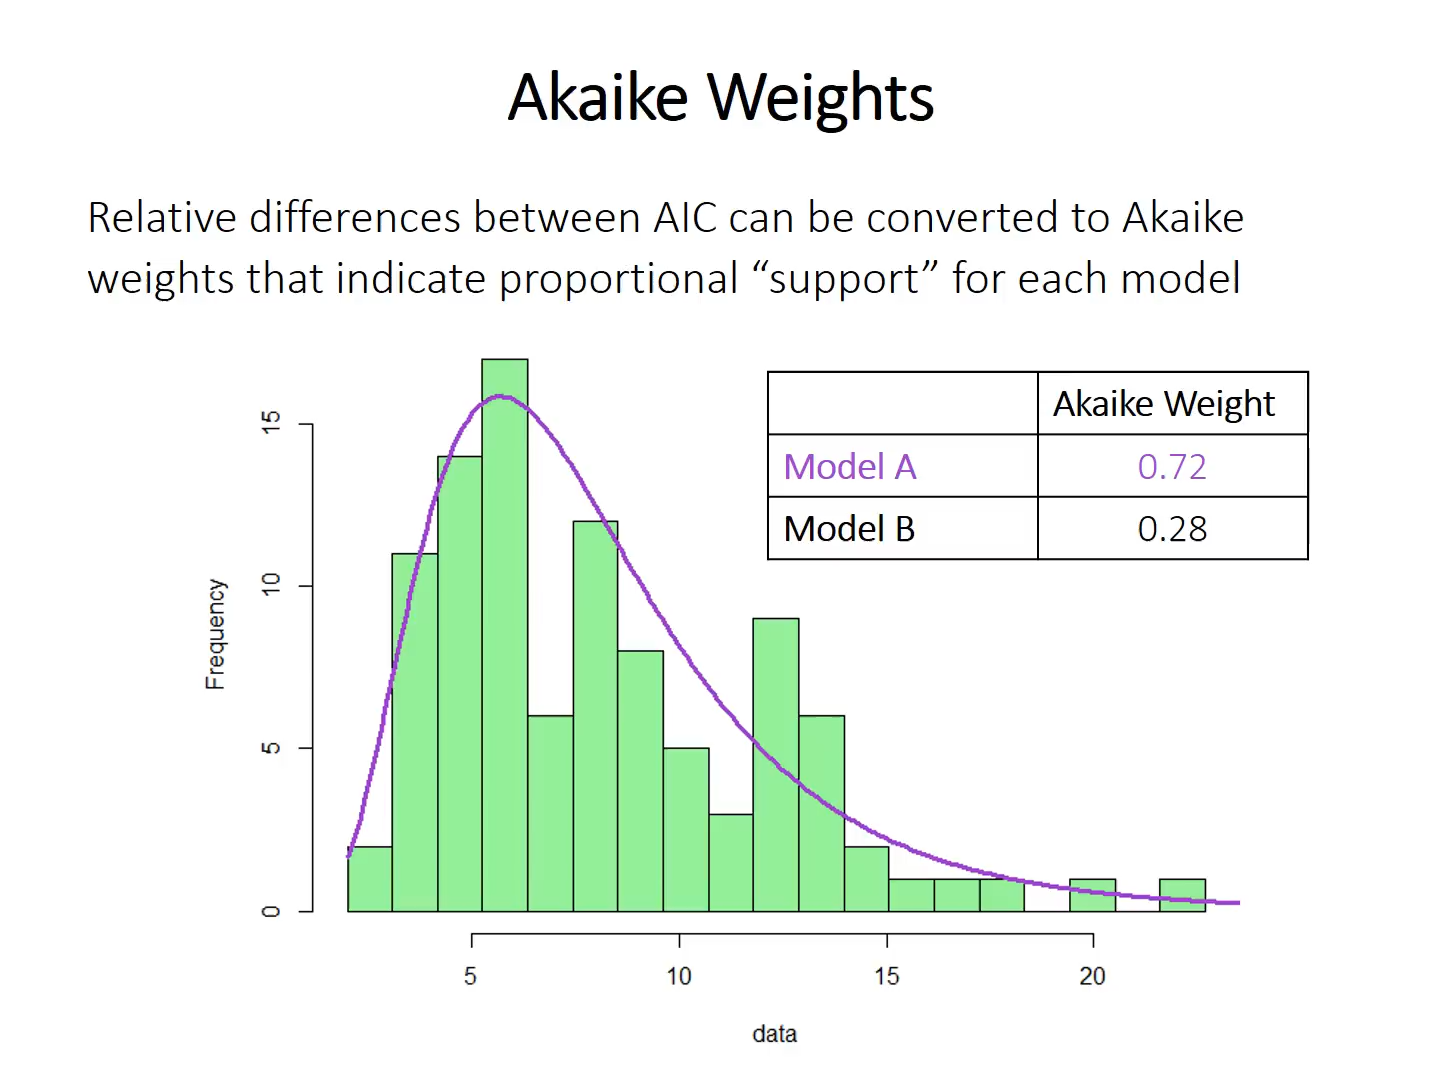 Akaike Weights
Relative differences between AIC can be converted to Akaike
weights that indicate proportional “support” for each model
Akaike Weight
Model A 0.72
Model B 0.28
Frequency
15
10
5
0
5 10 15 20
data